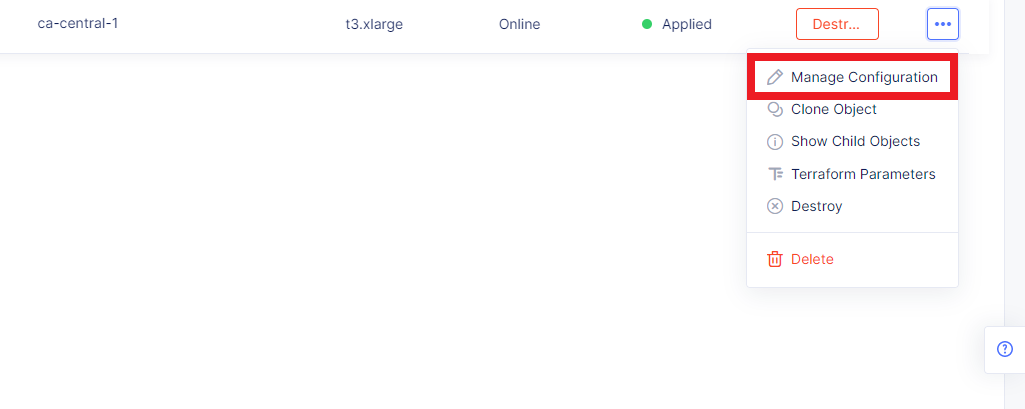 ca-central-1 t3.xlarge Online Applied Destr... ...
Manage Configuration
Clone Object
Show Child Objects
Terraform Parameters
Destroy
Delete